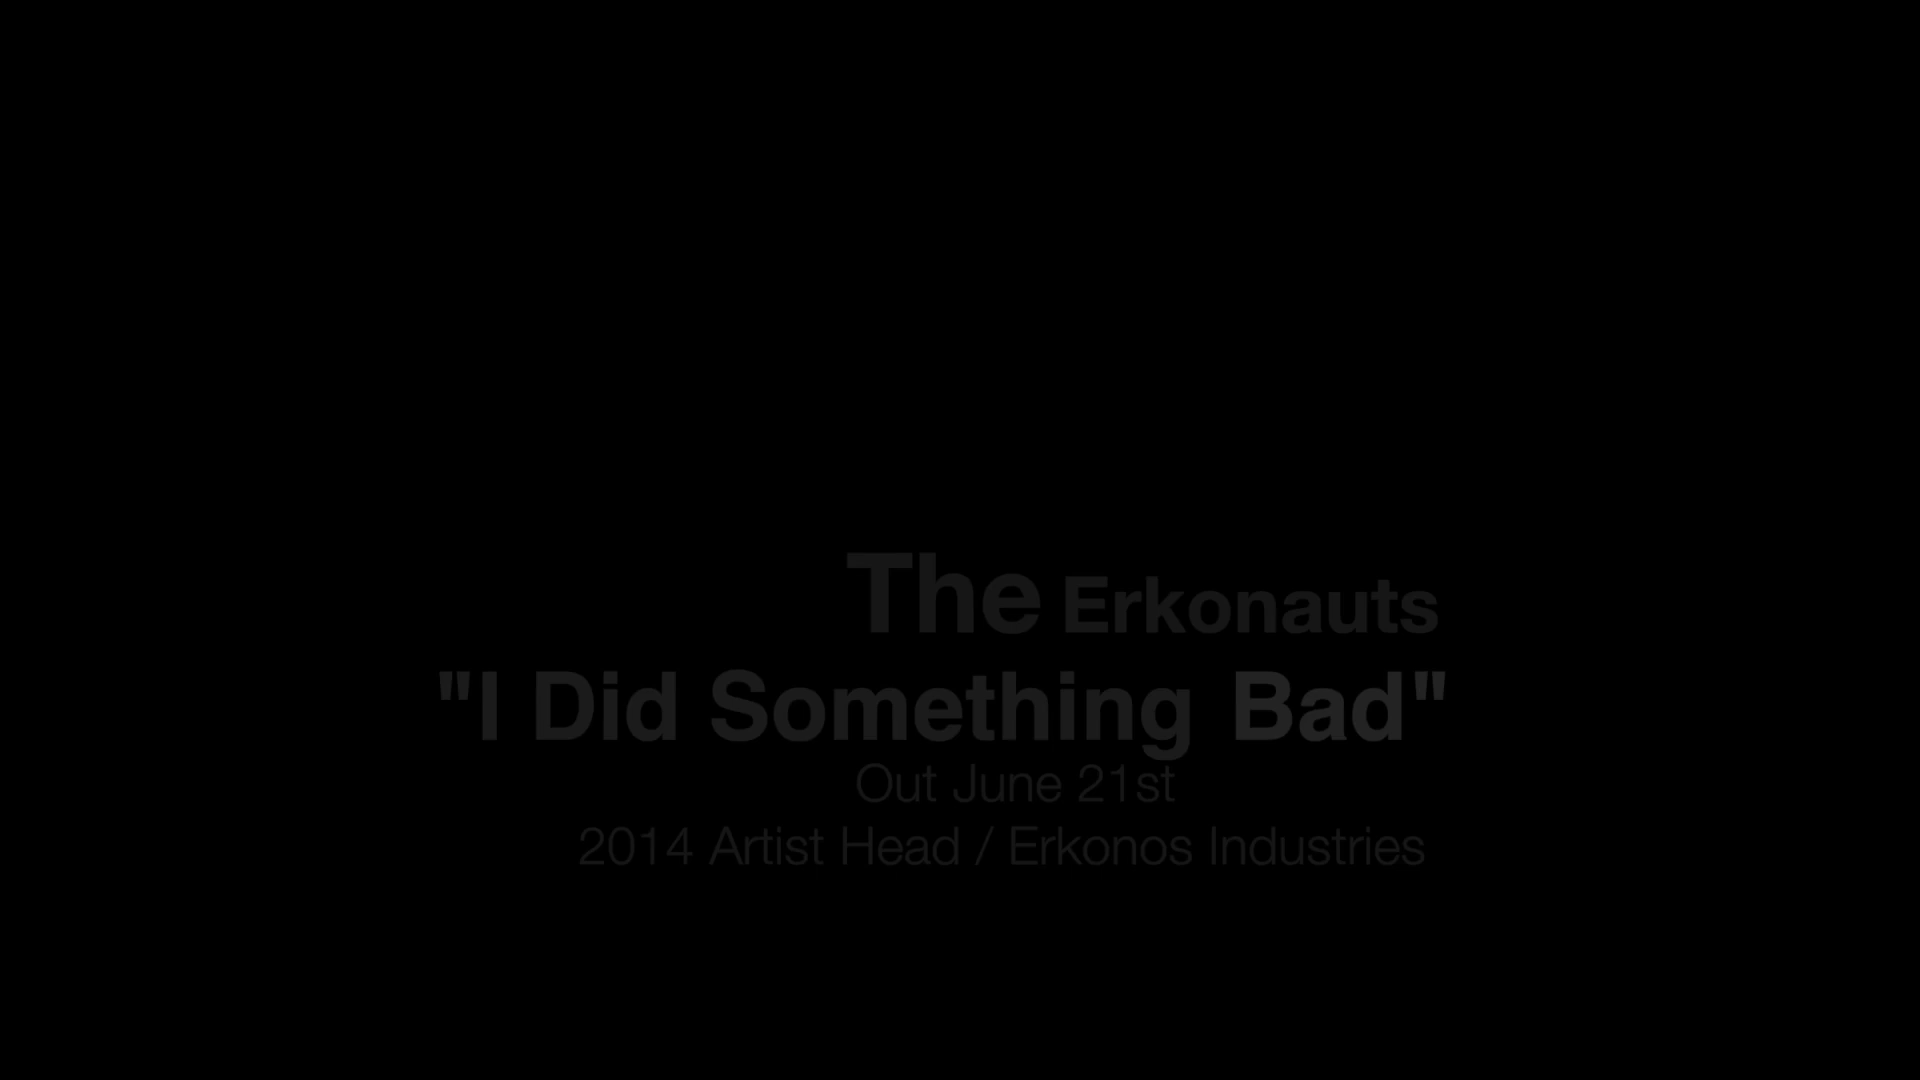 The Erkonauts
"I Did Something Bad"
Out June 21st
2014 Artist Head / Erkonos Industries